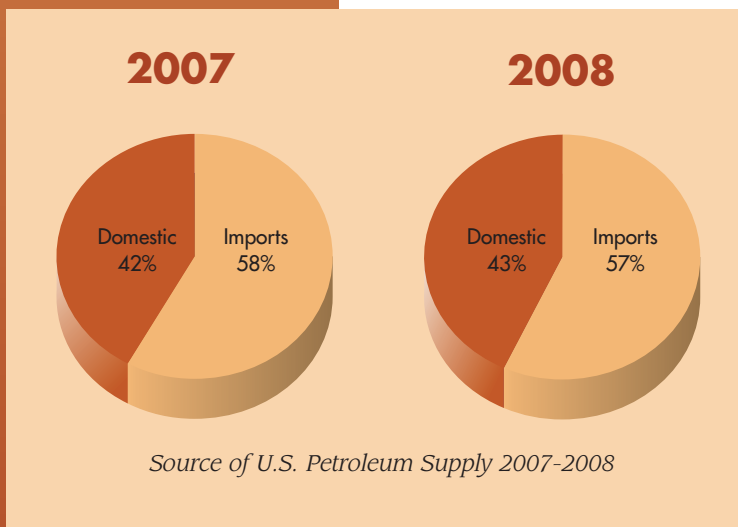 2007
2008
Domestic
42%
Imports
58%
Domestic
43%
Imports
57%
Source of U.S. Petroleum Supply 2007-2008